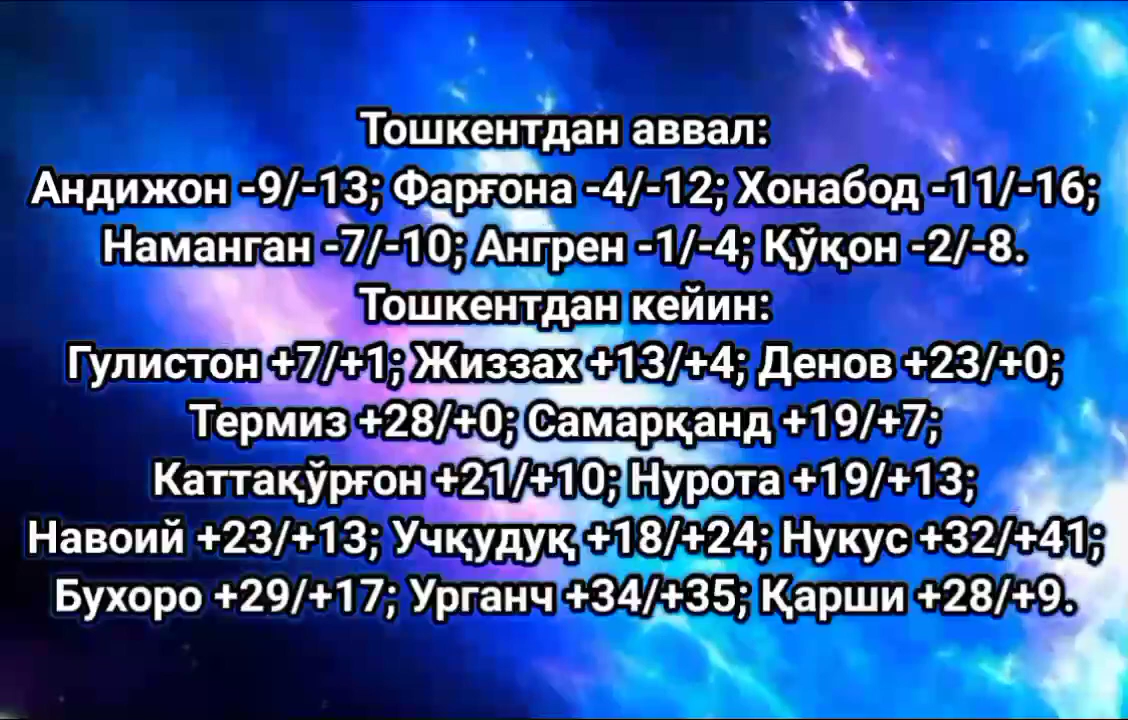 Тошкентдан аввал:
Андижон -9/-13; Фарғона -4/-12; Хонабод -11/-16;
Наманган -7/-10; Ангрен -1/-4; Қўқон -2/-8.
Тошкентдан кейин:
Гулистон +7/+1; Жиззах +13/+4; Денов +23/+0;
Термиз +28/+0; Самарқанд +19/+7;
Каттақўрғон +21/+10; Нурота +19/+13;
Навоий +23/+13; Учқудуқ +18/+24; Нукус +32/+41;
Бухоро +29/+17; Урганч +34/+35; Қарши +28/+9.